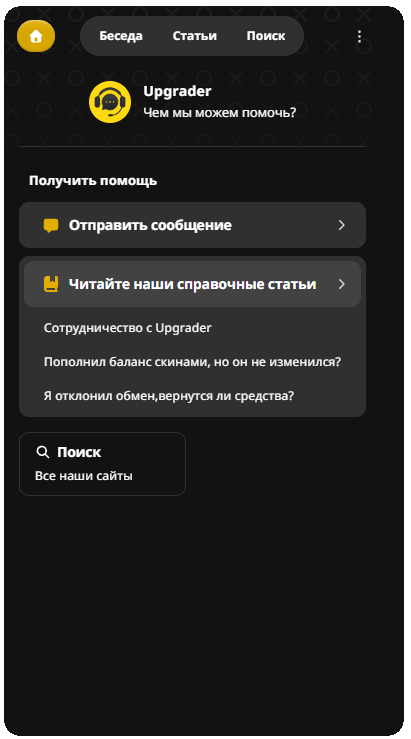 Беседа
Статьи
Поиск
Upgrader
Чем мы можем помочь?
Получить помощь
Отправить сообщение
Читайте наши справочные статьи
Сотрудничество с Upgrader
Пополнил баланс скинами, но он не изменился?
Я отклонил обмен,вернутся ли средства?
Поиск
Все наши сайты